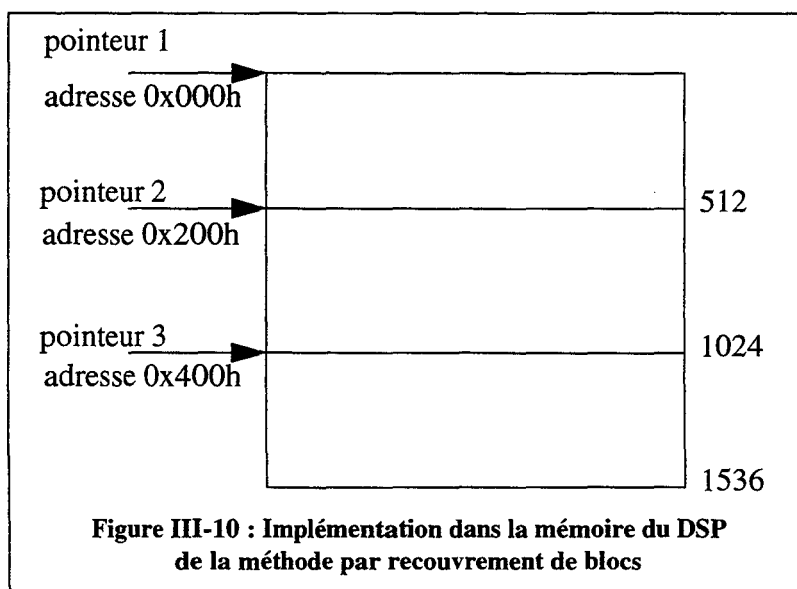 pointeur 1
adresse 0x000h
pointeur 2
adresse 0x200h
512
pointeur 3
adresse 0x400h
1024
1536
Figure III-10 : Implémentation dans la mémoire du DSP
de la méthode par recouvrement de blocs